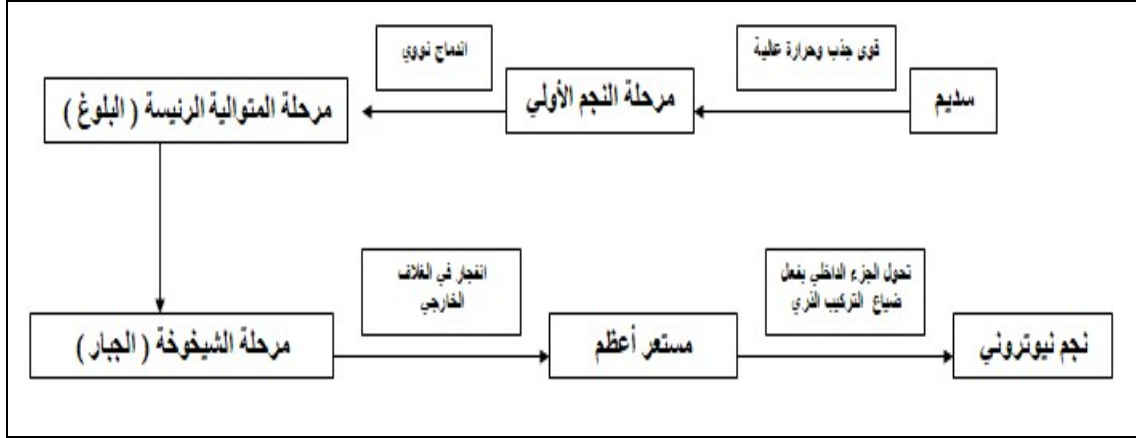 قوى جذب وحرارة عالية
اندماج نووي
سديم
مرحلة النجم الأولي
مرحلة المتوالية الرئيسة ( البلوغ )
انفجار في الغلاف
الخارجي
تحول الجزء الداخلي بفعل
ضياع التركيب الذري
مرحلة الشيخوخة ( الجبار )
مستعر أعظم
نجم نيوتروني